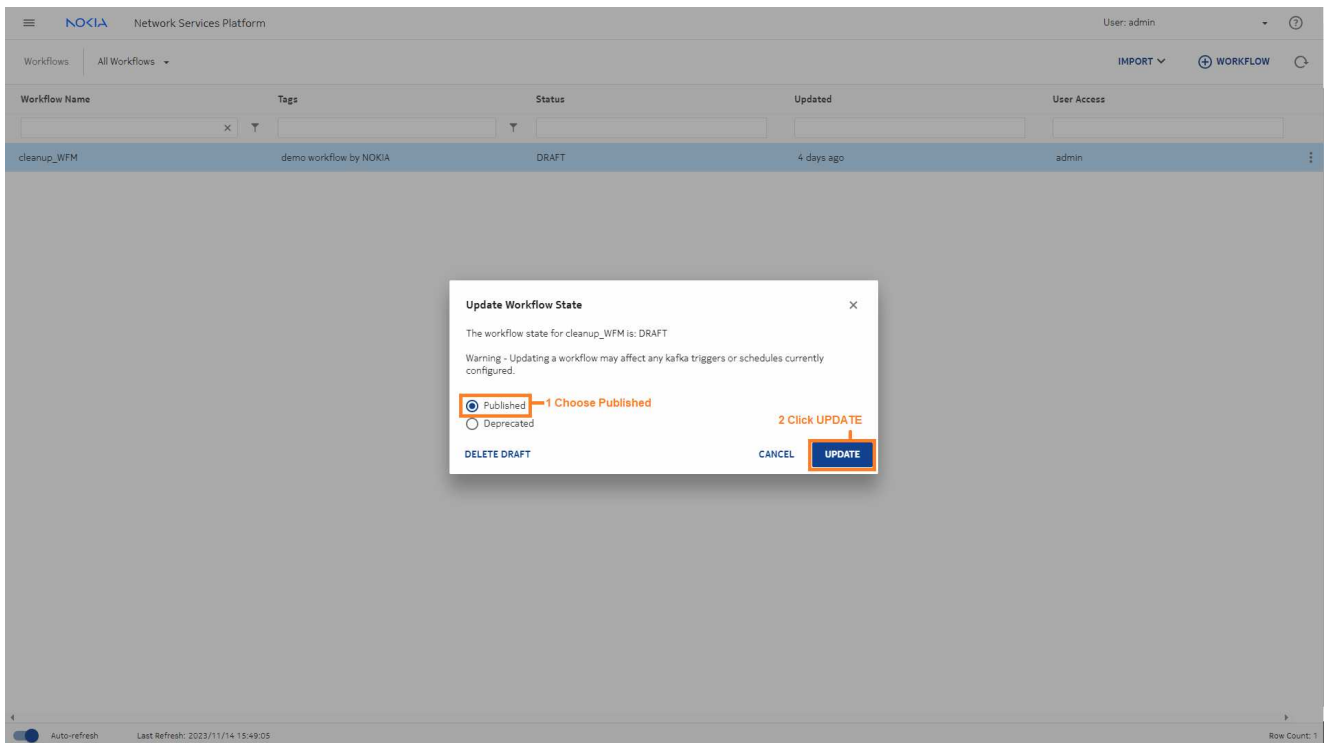 NOKIA Network Services Platform User: admin ?
Workflows All Workflows IMPORT WORKFLOW
Workflow Name Tags Status Updated User Access
cleanup_WFM demo workflow by NOKIA DRAFT 4 days ago admin
Update Workflow State
The workflow state for cleanup_WFM is: DRAFT
Warning - Updating a workflow may affect any kafka triggers or schedules currently
configured.
Published 1 Choose Published
Deprecated 2 Click UPDATE
DELETE DRAFT CANCEL UPDATE
Auto-refresh Last Refresh: 2023/11/14 15:49:05 Row Count: 1